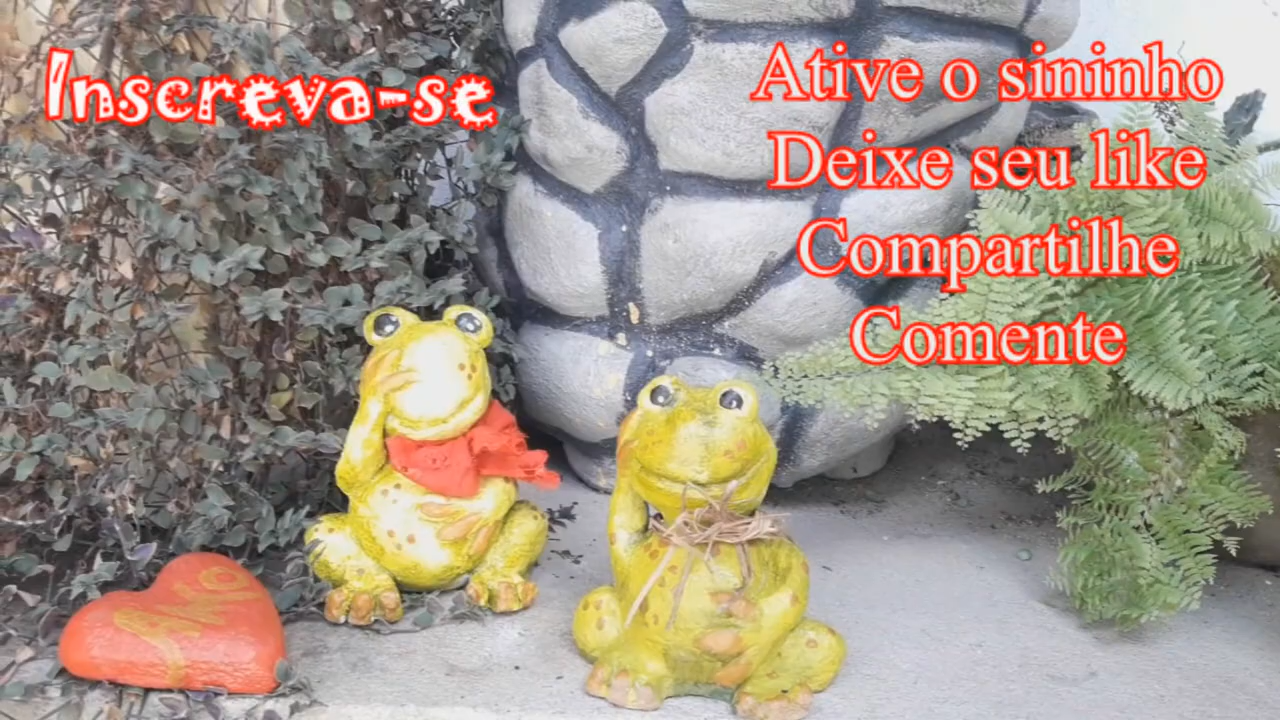 Inscreva-se
Ative o sininho
Deixe seu like
Compartilhe
Comente